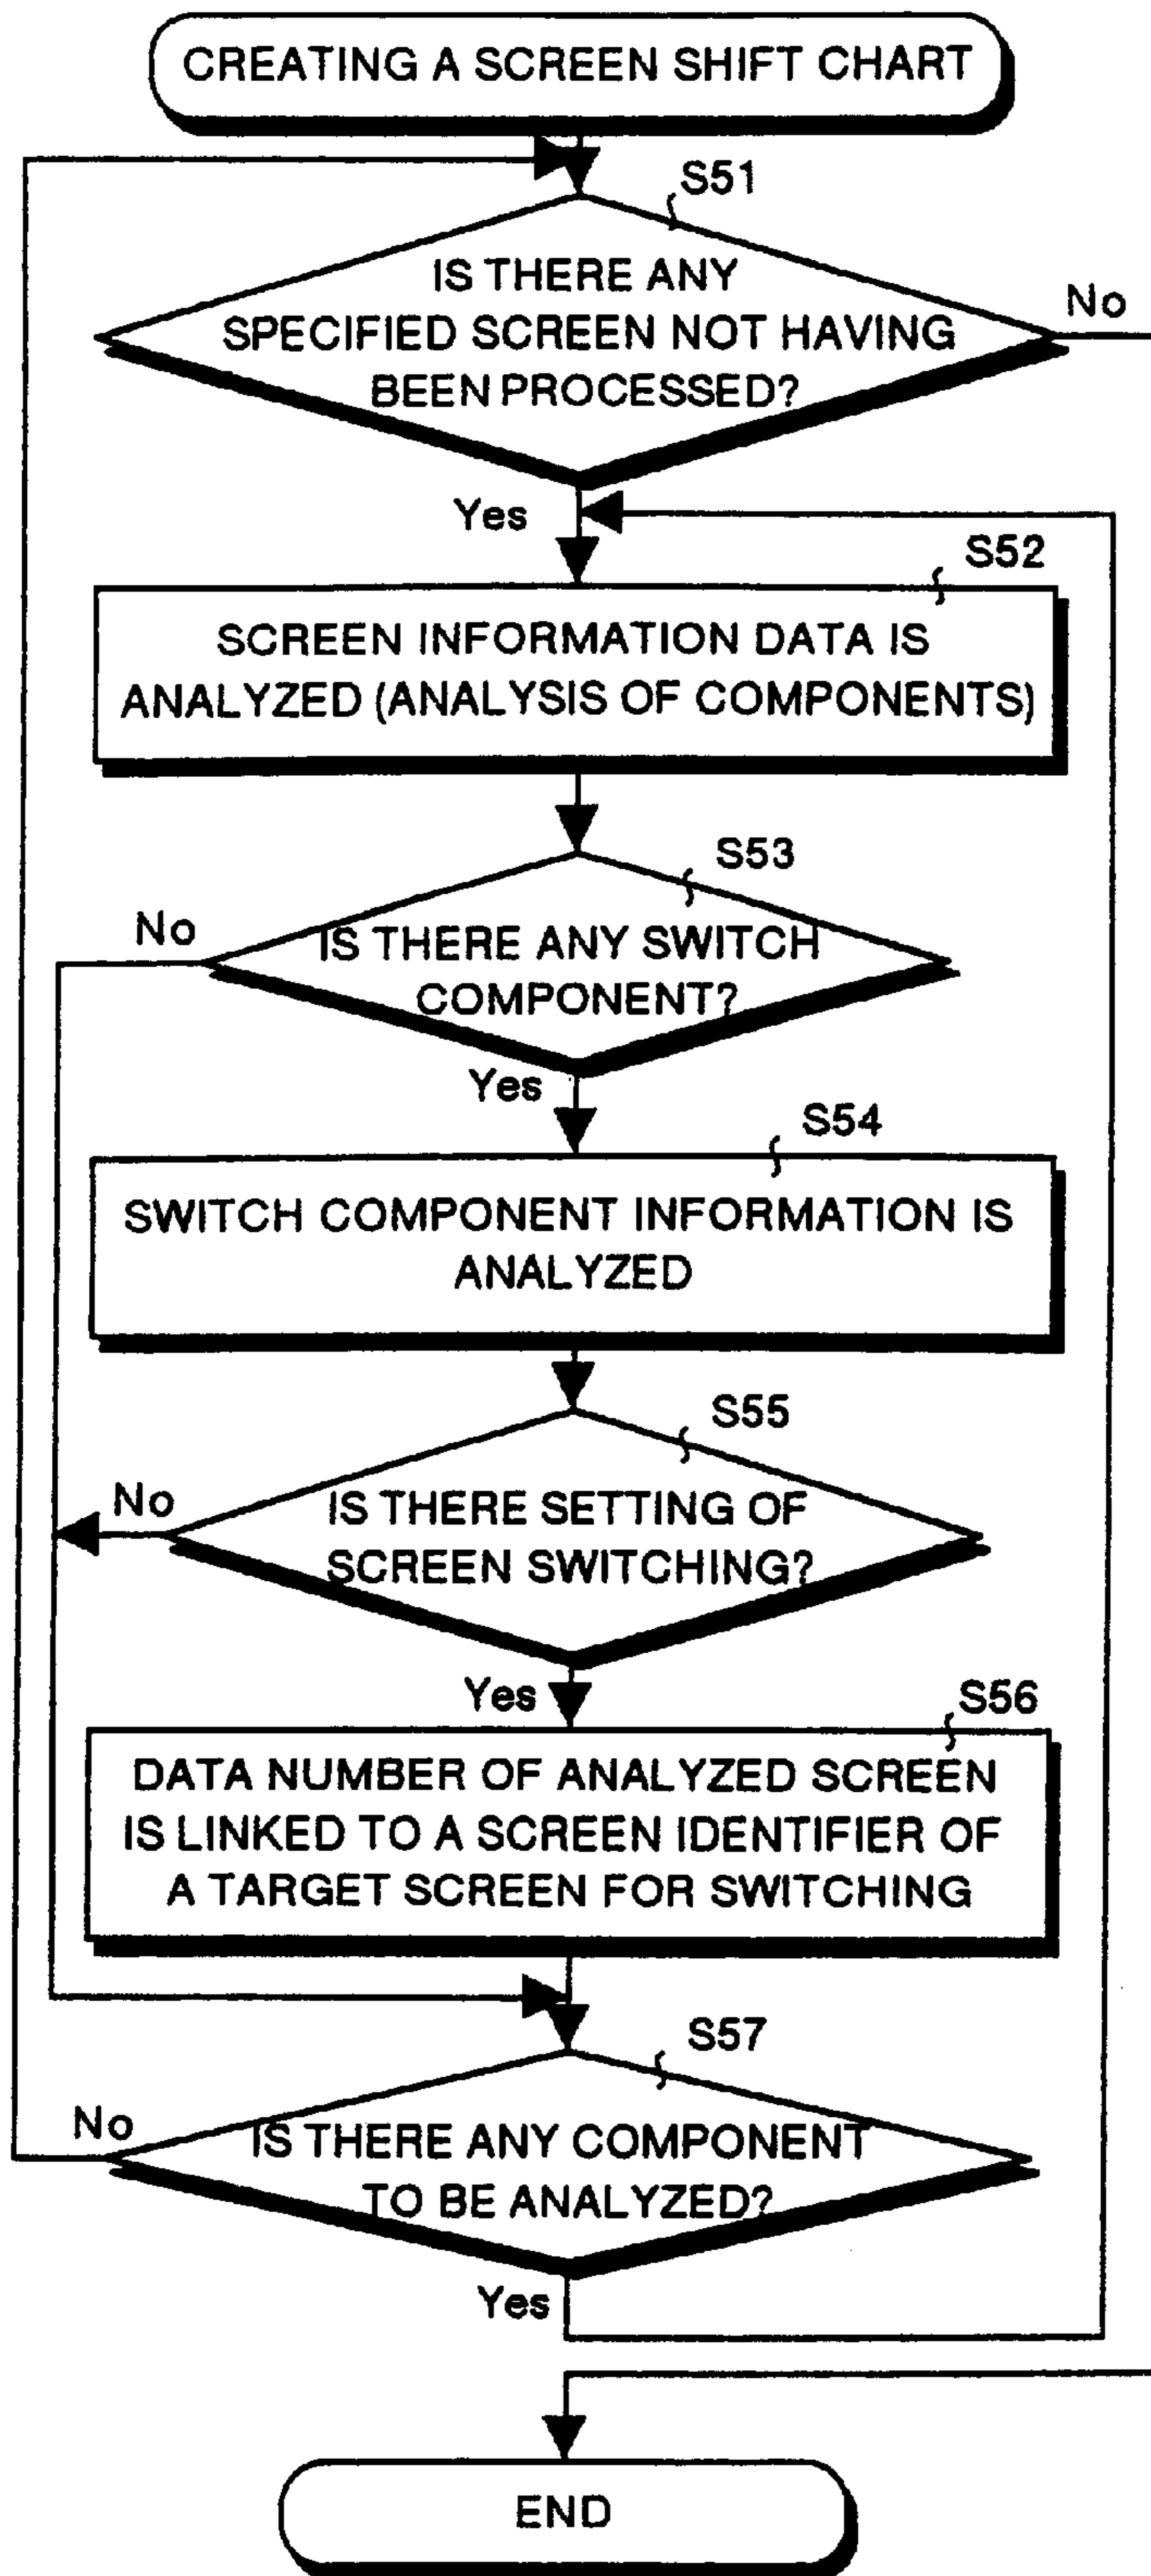 CREATING A SCREEN SHIFT CHART
S51
IS THERE ANY
SPECIFIED SCREEN NOT HAVING
BEEN PROCESSED?
No
Yes
S52
SCREEN INFORMATION DATA IS
ANALYZED (ANALYSIS OF COMPONENTS)
S53
No
IS THERE ANY SWITCH
COMPONENT?
Yes
S54
SWITCH COMPONENT INFORMATION IS
ANALYZED
S55
No
IS THERE SETTING OF
SCREEN SWITCHING?
Yes
S56
DATA NUMBER OF ANALYZED SCREEN
IS LINKED TO A SCREEN IDENTIFIER OF
A TARGET SCREEN FOR SWITCHING
S57
No
IS THERE ANY COMPONENT
TO BE ANALYZED?
Yes
END